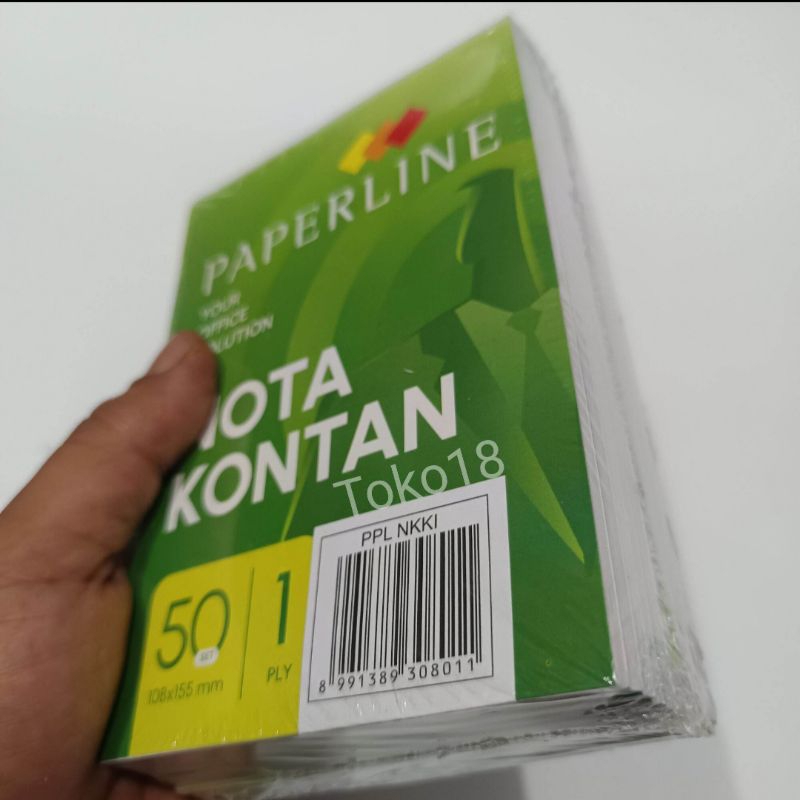 PAPERLINE
YOUR
OFFICE
SOLUTION
NOTA
KONTAN
Toko18
PPL NKKI
50
SET
108x155 mm
1
PLY
8 991389 308011